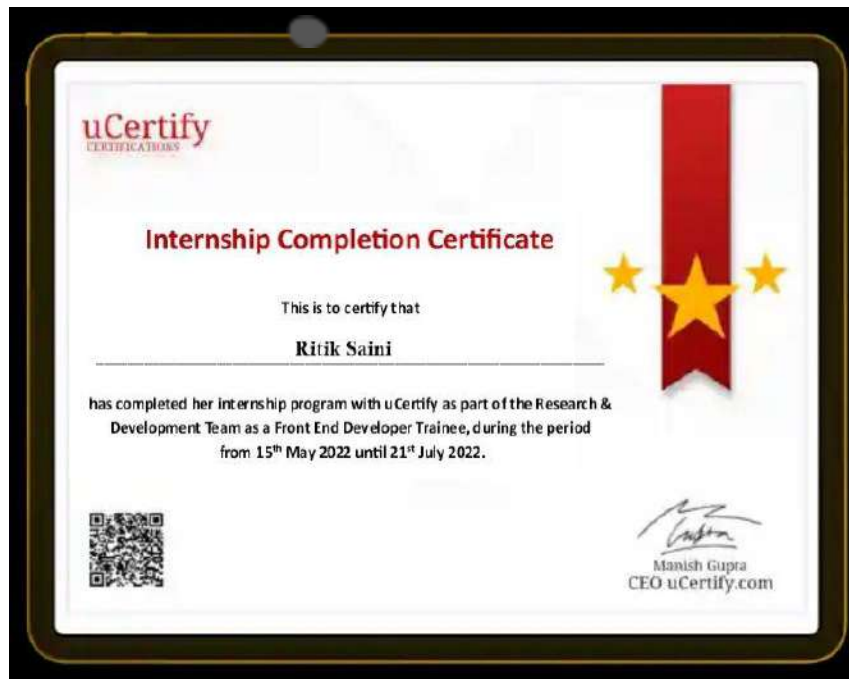 uCertify
CERTIFICATIONS
Internship Completion Certificate
This is to certify that
Ritik Saini
has completed her internship program with uCertify as part of the Research &
Development Team as a Front End Developer Trainee, during the period
from 15th May 2022 until 21st July 2022.
Gupta
Manish Gupta
CEO uCertify.com